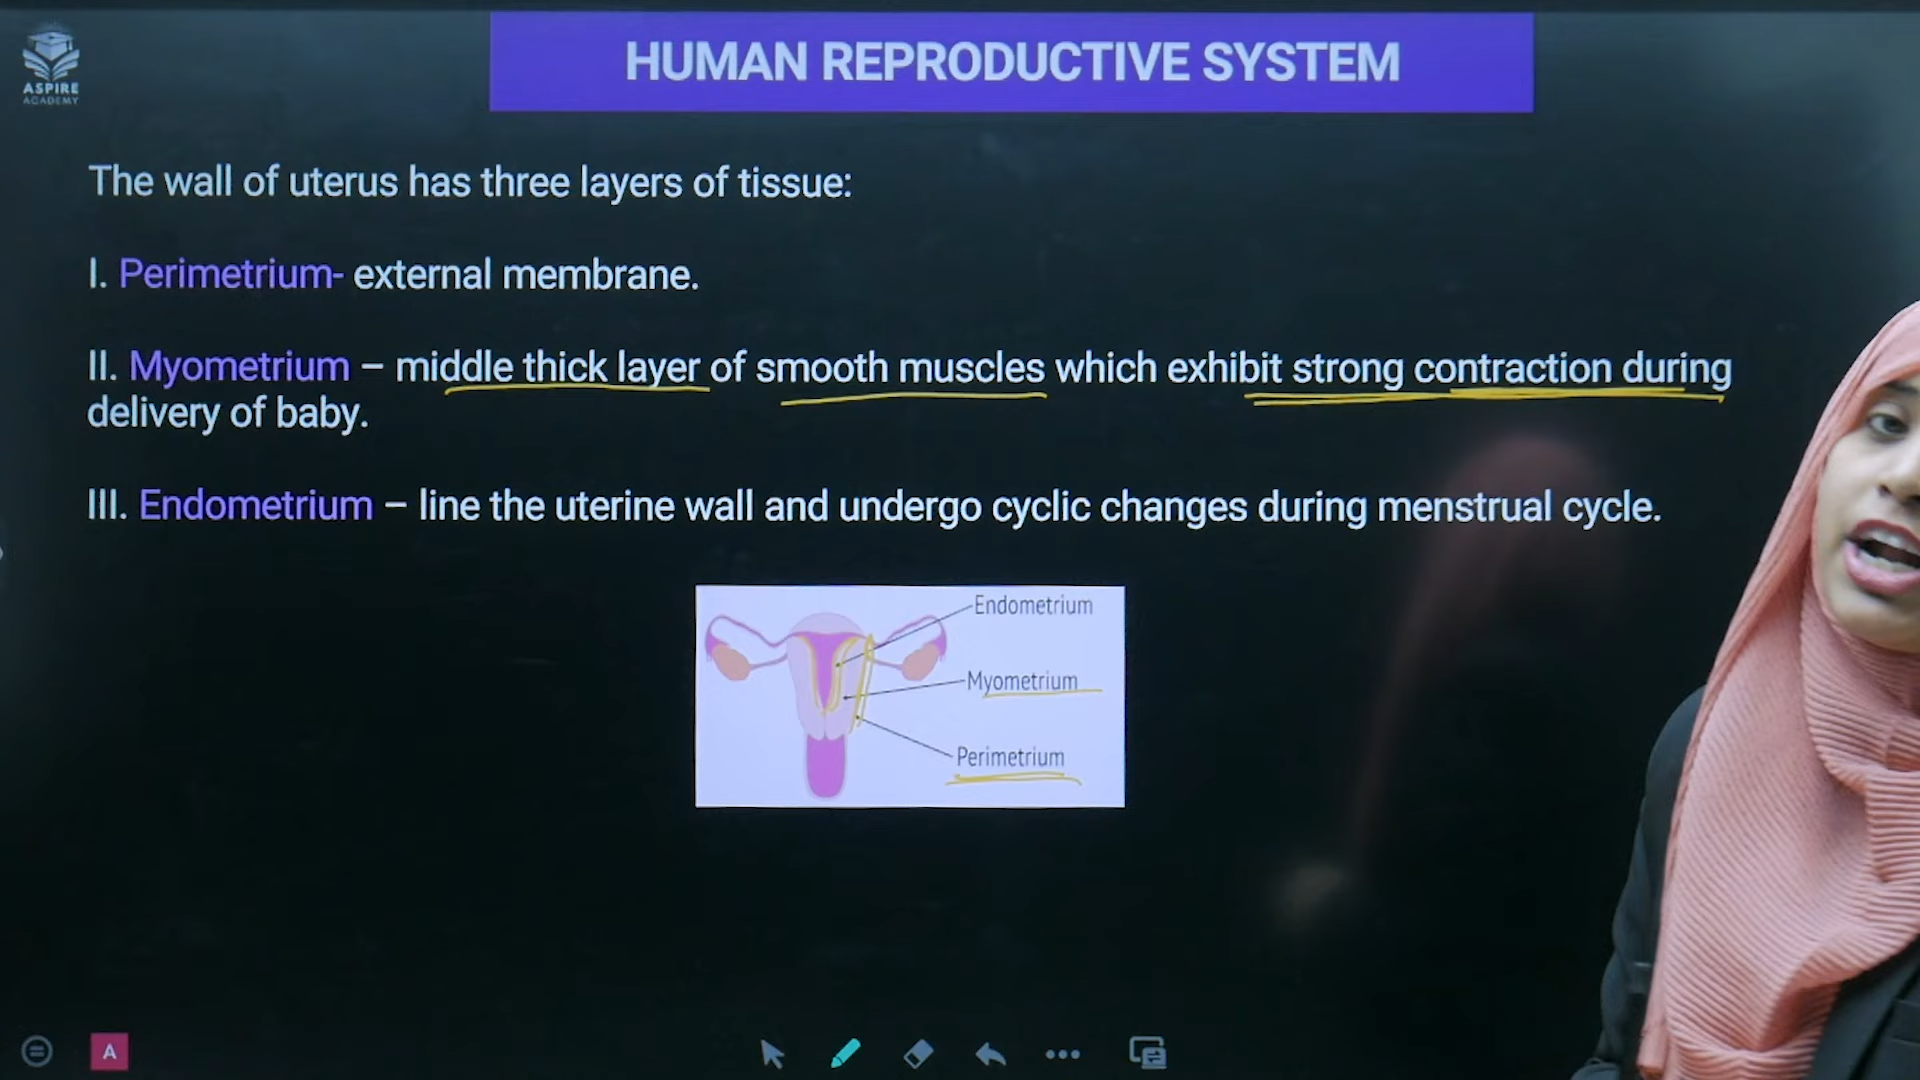 ASPIRE
ACADEMY
HUMAN REPRODUCTIVE SYSTEM
The wall of uterus has three layers of tissue:
I. Perimetrium- external membrane.
II. Myometrium – middle thick layer of smooth muscles which exhibit strong contraction during
delivery of baby.
III. Endometrium – line the uterine wall and undergo cyclic changes during menstrual cycle.
Endometrium
Myometrium
Perimetrium
A